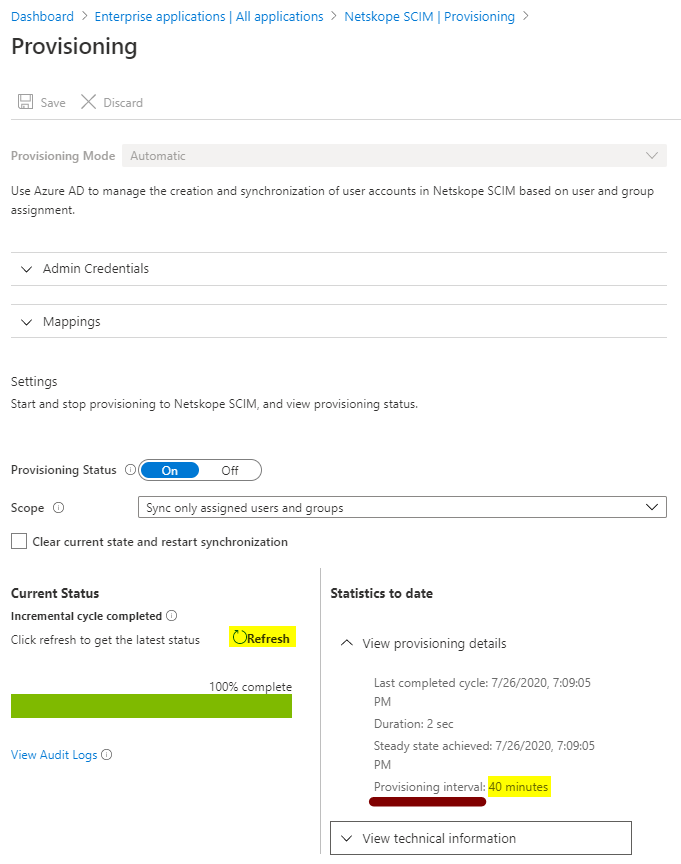 Dashboard > Enterprise applications | All applications > Netskope SCIM | Provisioning >
Provisioning
Save Discard
Provisioning Mode Automatic
Use Azure AD to manage the creation and synchronization of user accounts in Netskope SCIM based on user and group
assignment.
Admin Credentials
Mappings
Settings
Start and stop provisioning to Netskope SCIM, and view provisioning status.
Provisioning Status On Off
Scope Sync only assigned users and groups
Clear current state and restart synchronization
Current Status
Incremental cycle completed
Click refresh to get the latest status Refresh
100% complete
View Audit Logs
Statistics to date
View provisioning details
Last completed cycle: 7/26/2020, 7:09:05
PM
Duration: 2 sec
Steady state achieved: 7/26/2020, 7:09:05
PM
Provisioning interval: 40 minutes
View technical information